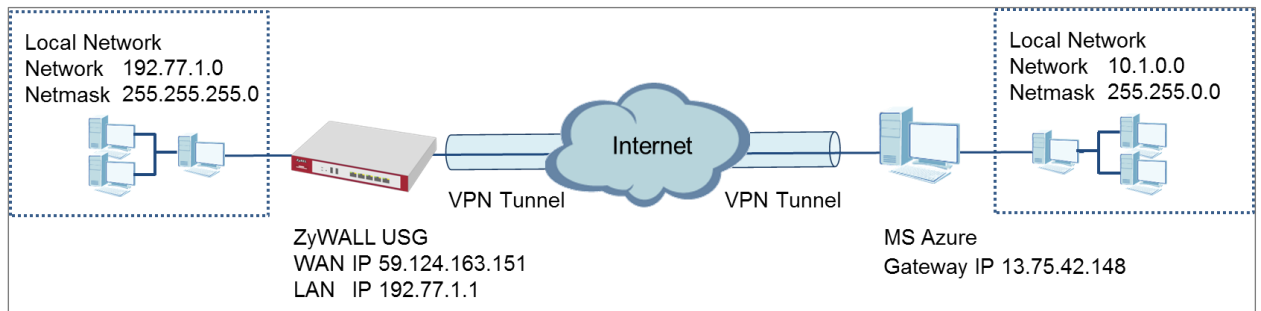 Local Network
Network 192.77.1.0
Netmask 255.255.255.0
Internet
VPN Tunnel
VPN Tunnel
ZyWALL USG
WAN IP 59.124.163.151
LAN IP 192.77.1.1
Local Network
Network 10.1.0.0
Netmask 255.255.0.0
MS Azure
Gateway IP 13.75.42.148